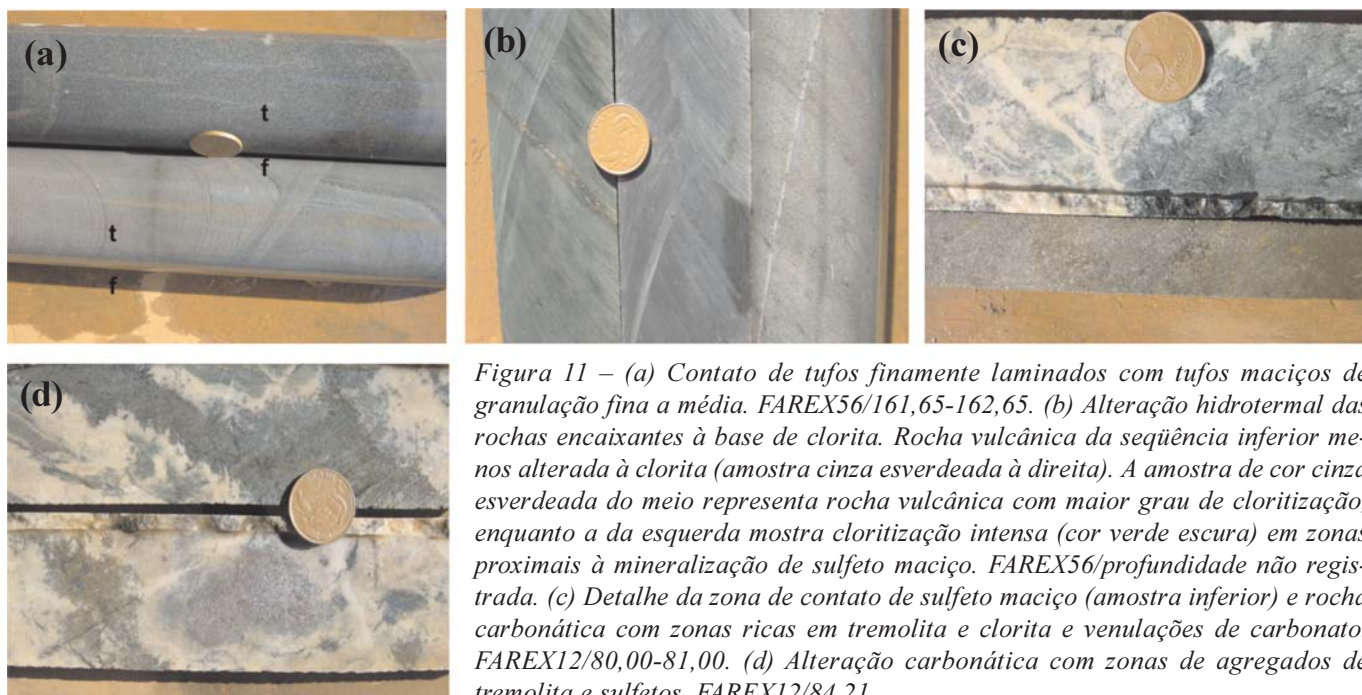 (a)
t
f
t
f
(b)
(c)
5
(d)
Figura 11 – (a) Contato de tufos finamente laminados com tufos maciços de
granulação fina a média. FAREX56/161,65-162,65. (b) Alteração hidrotermal das
rochas encaixantes à base de clorita. Rocha vulcânica da seqüência inferior me-
nos alterada à clorita (amostra cinza esverdeada à direita). A amostra de cor cinza
esverdeada do meio representa rocha vulcânica com maior grau de cloritização,
enquanto a da esquerda mostra cloritização intensa (cor verde escura) em zonas
proximais à mineralização de sulfeto maciço. FAREX56/profundidade não regis-
trada. (c) Detalhe da zona de contato de sulfeto maciço (amostra inferior) e rocha
carbonática com zonas ricas em tremolita e clorita e venulações de carbonato.
FAREX12/80,00-81,00. (d) Alteração carbonática com zonas de agregados de
tremolita e sulfetos. FAREX12/84,21